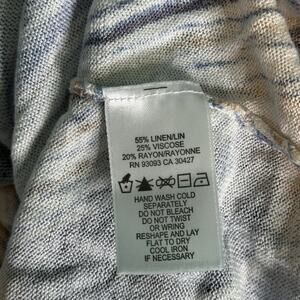 55% LINEN/LIN
25% VISCOSE
20% RAYON/RAYONNE
RN 93093 CA 30427
HAND WASH COLD
SEPARATELY
DO NOT BLEACH
DO NOT TWIST
OR WRING
RESHAPE AND LAY
FLAT TO DRY
COOL IRON
IF NECESSARY